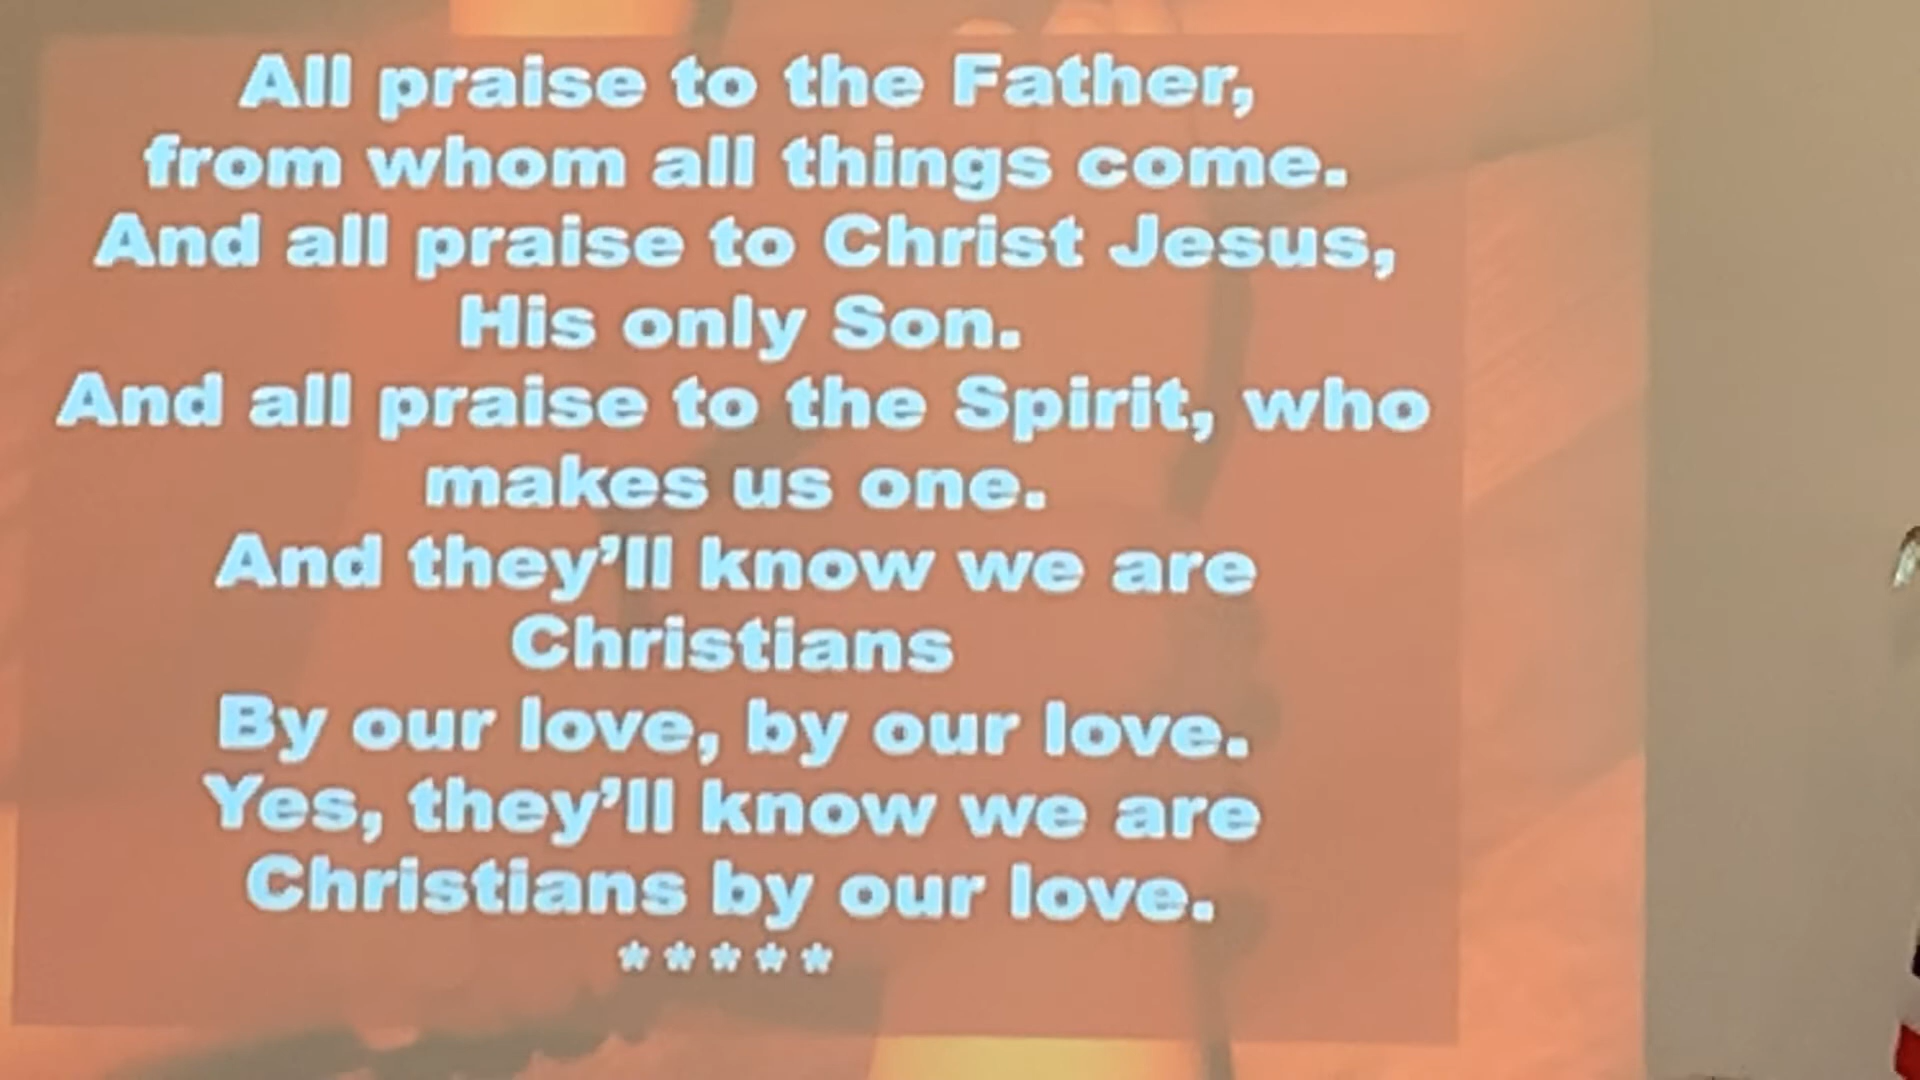 All praise to the Father,
from whom all things come.
And all praise to Christ Jesus,
His only Son.
And all praise to the Spirit, who
makes us one.
And they’ll know we are
Christians
By our love, by our love.
Yes, they’ll know we are
Christians by our love.
*****